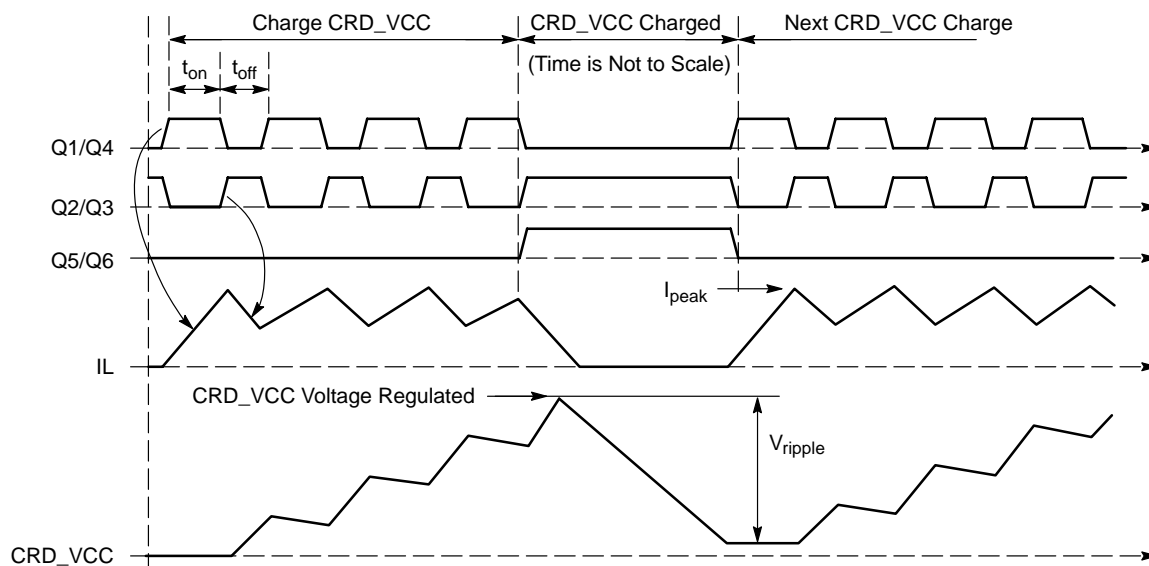 Charge CRD_VCC
CRD_VCC Charged
Next CRD_VCC Charge
(Time is Not to Scale)
ton
toff
Q1/Q4
Q2/Q3
Q5/Q6
Ipeak
IL
CRD_VCC Voltage Regulated
Vripple
CRD_VCC